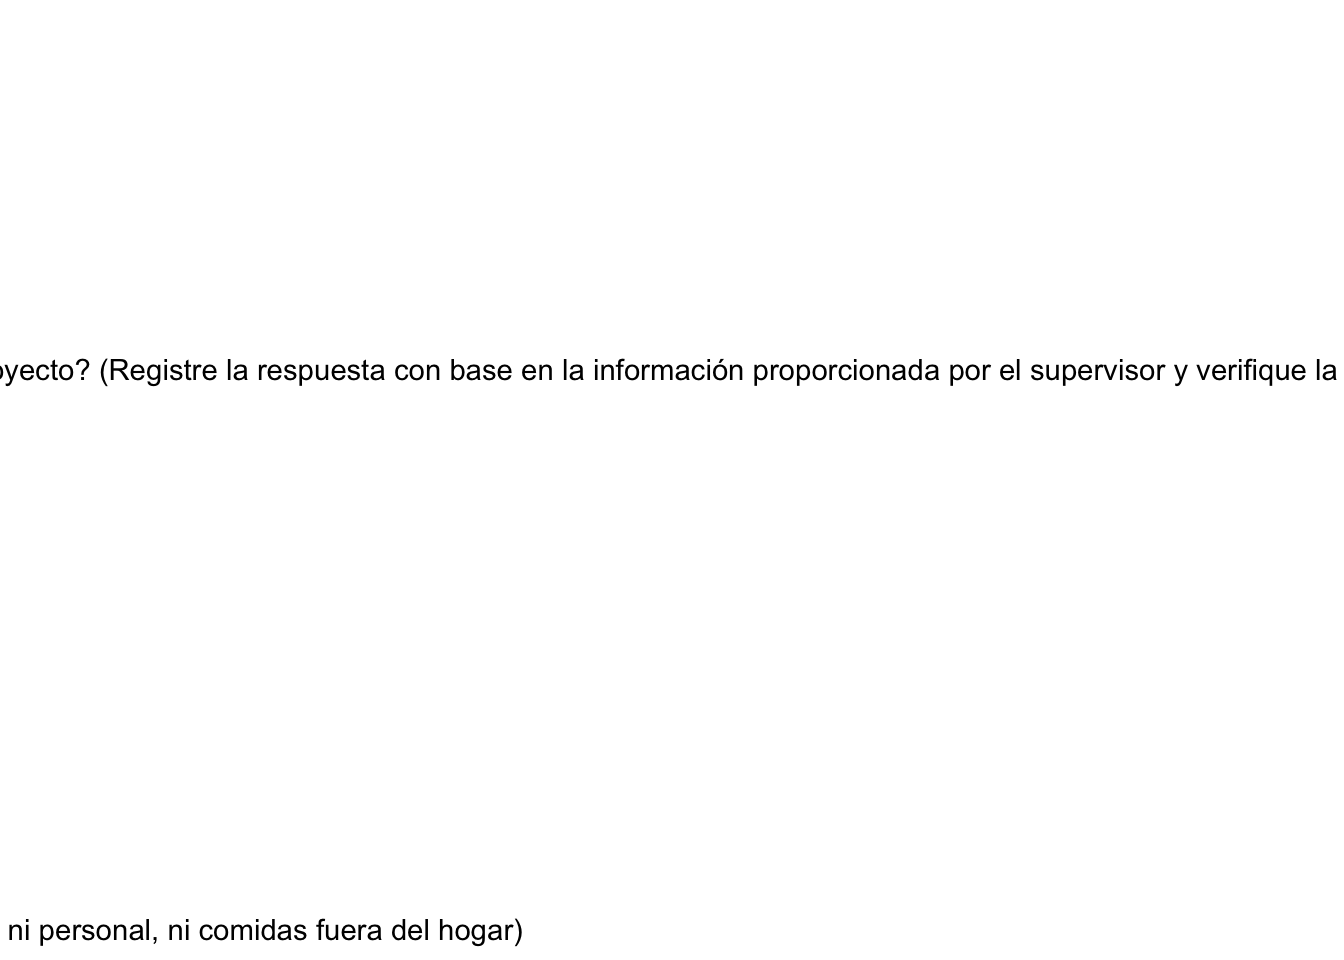 oyecto? (Registre la respuesta con base en la información proporcionada por el supervisor y verifique la
ni personal, ni comidas fuera del hogar)